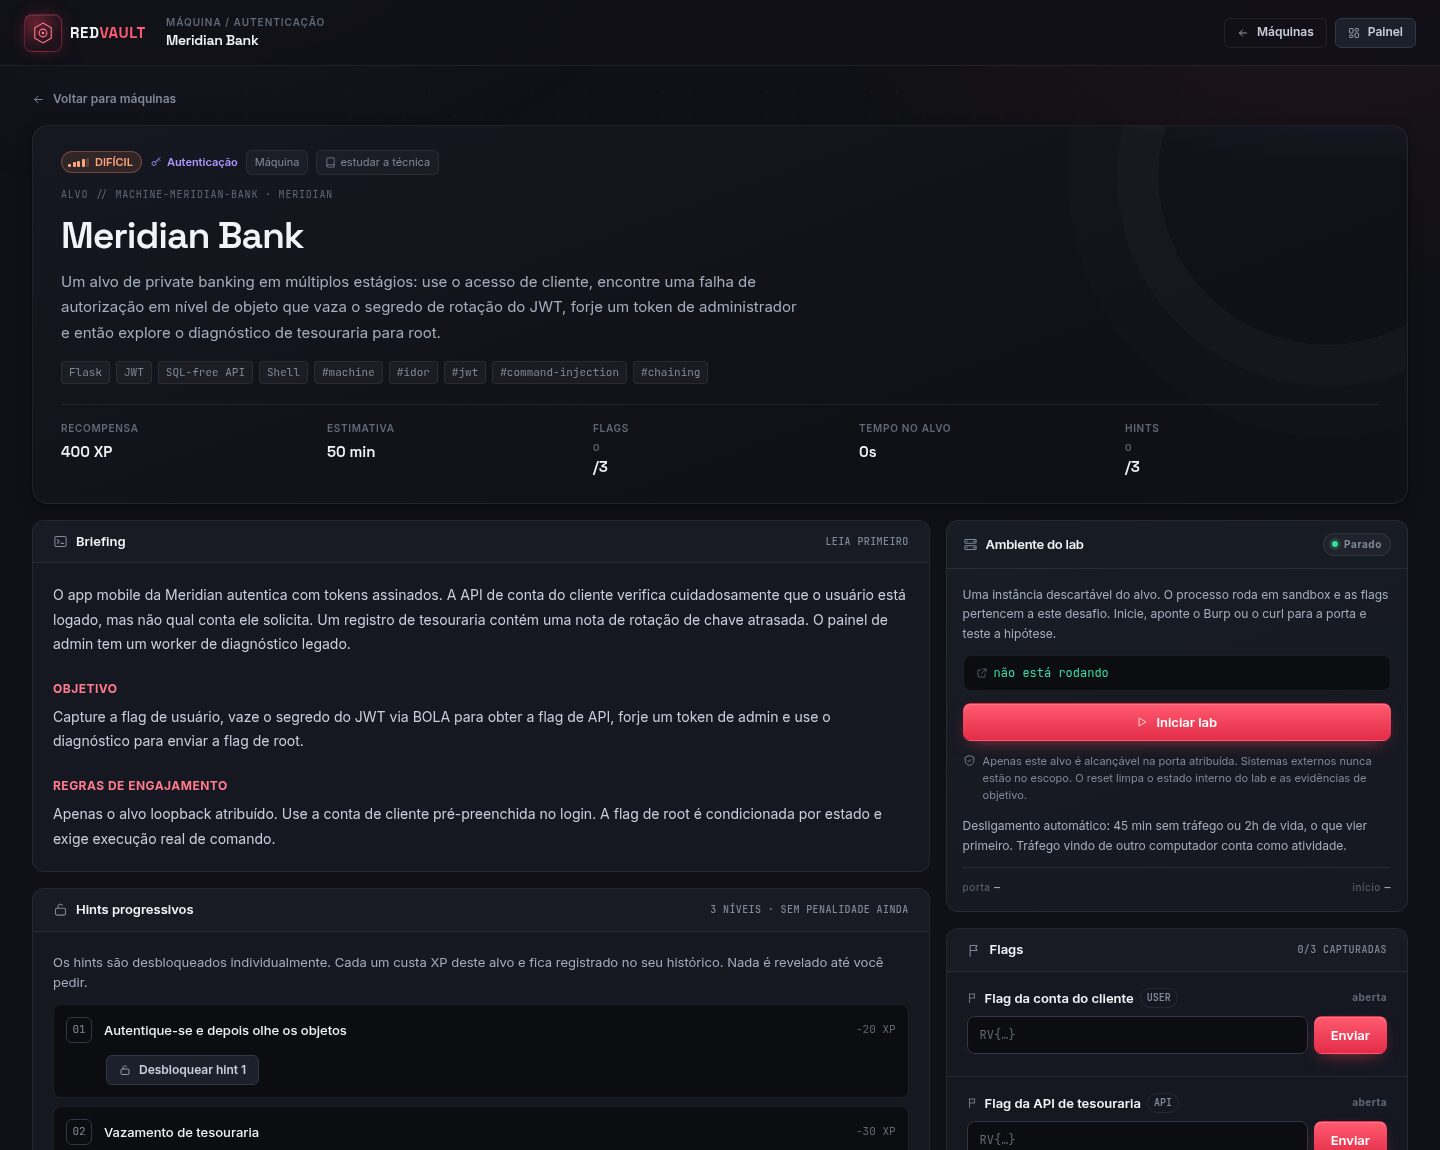 REDVAULT
MÁQUINA / AUTENTICAÇÃO
Meridian Bank
← Máquinas
Painel
← Voltar para máquinas
DIFÍCIL
Autenticação
Máquina
estudar a técnica
ALVO // MACHINE-MERIDIAN-BANK · MERIDIAN
Meridian Bank
Um alvo de private banking em múltiplos estágios: use o acesso de cliente, encontre uma falha de
autorização em nível de objeto que vaza o segredo de rotação do JWT, forje um token de administrador
e então explore o diagnóstico de tesouraria para root.
Flask JWT SQL-free API Shell #machine #idor #jwt #command-injection #chaining
RECOMPENSA
400 XP
ESTIMATIVA
50 min
FLAGS
0
/3
TEMPO NO ALVO
0s
HINTS
0
/3
Briefing
LEIA PRIMEIRO
O app mobile da Meridian autentica com tokens assinados. A API de conta do cliente verifica cuidadosamente que o usuário está
logado, mas não qual conta ele solicita. Um registro de tesouraria contém uma nota de rotação de chave atrasada. O painel de
admin tem um worker de diagnóstico legado.
OBJETIVO
Capture a flag de usuário, vaze o segredo do JWT via BOLA para obter a flag de API, forje um token de admin e use o
diagnóstico para enviar a flag de root.
REGRAS DE ENGAJAMENTO
Apenas o alvo loopback atribuído. Use a conta de cliente pré-preenchida no login. A flag de root é condicionada por estado e
exige execução real de comando.
Hints progressivos
3 NÍVEIS · SEM PENALIDADE AINDA
Os hints são desbloqueados individualmente. Cada um custa XP deste alvo e fica registrado no seu histórico. Nada é revelado até você
pedir.
01 Autentique-se e depois olhe os objetos -20 XP
Desbloquear hint 1
02 Vazamento de tesouraria -30 XP
Ambiente do lab
Parado
Uma instância descartável do alvo. O processo roda em sandbox e as flags
pertencem a este desafio. Inicie, aponte o Burp ou o curl para a porta e
teste a hipótese.
não está rodando
Iniciar lab
Apenas este alvo é alcançável na porta atribuída. Sistemas externos nunca
estão no escopo. O reset limpa o estado interno do lab e as evidências de
objetivo.
Desligamento automático: 45 min sem tráfego ou 2h de vida, o que vier
primeiro. Tráfego vindo de outro computador conta como atividade.
porta –
início –
Flags
0/3 CAPTURADAS
Flag da conta do cliente USER aberta
RV{…} Enviar
Flag da API de tesouraria API aberta
RV{…} Enviar